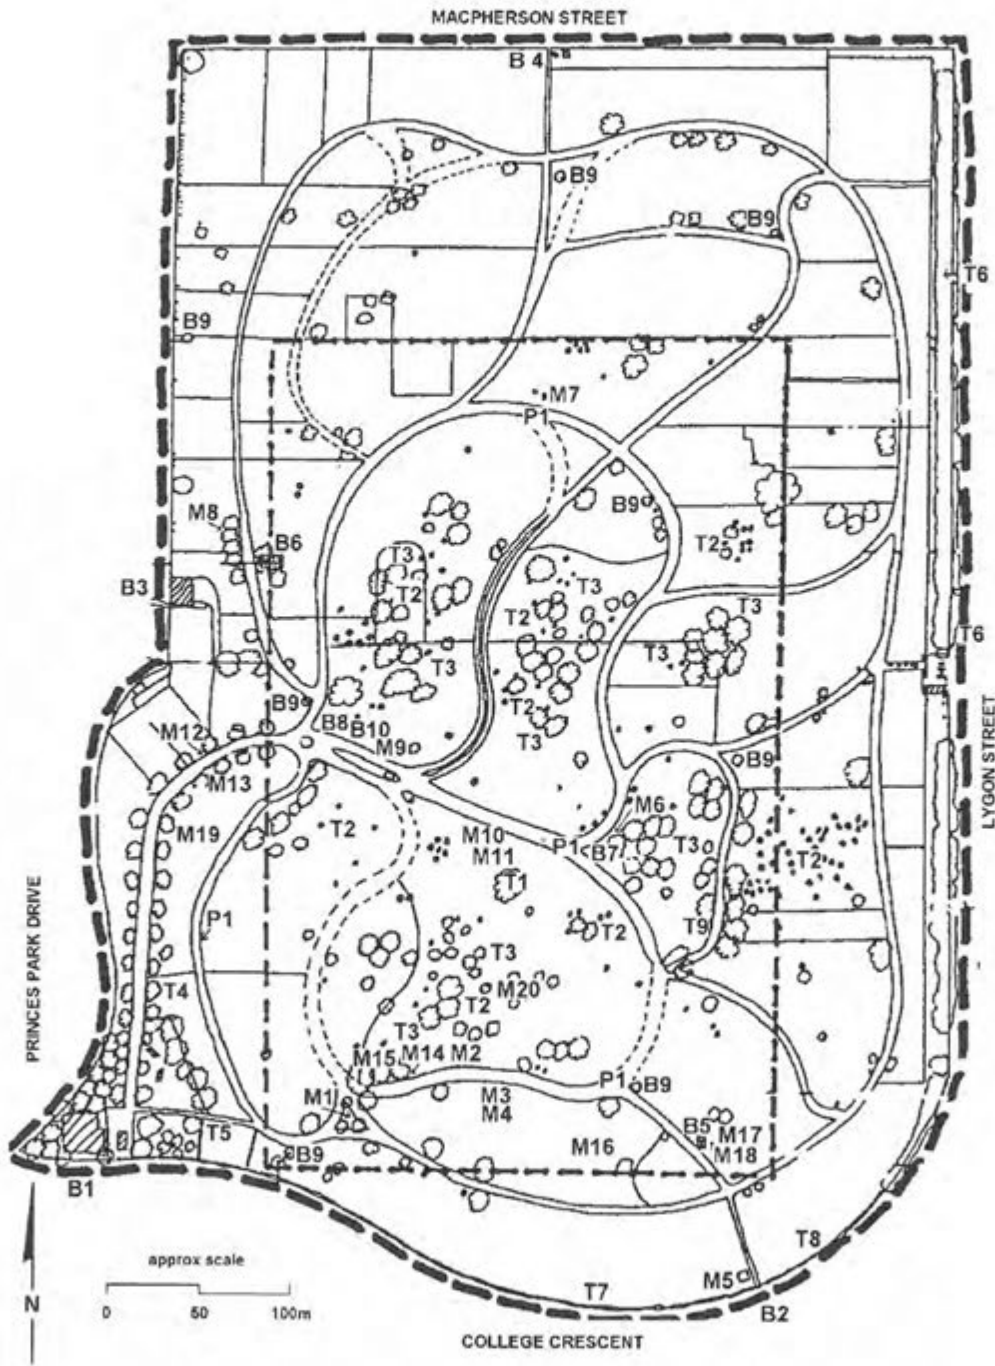 MACPHERSON STREET
B 4
B9
B9
T6
B9
M7
P1
M8
B9
B6
T2
T3
T3
B3
T2
T2
T3
T3
T3
T6
B9
T2
B8
B10
T3
M12
M9
B9
M13
LYGON STREET
M6
M19
T2
M10
P1
B7
T3
M11
T2
T1
PRINCES PARK DRIVE
P1
T2
T9
T3
T4
M20
T2
T3
M15
M14
M2
P1
B9
M1
M3
M4
B5
M17
T5
M16
M18
B9
B1
T8
approx scale
M5
0 50 100m
T7
B2
N
COLLEGE CRESCENT